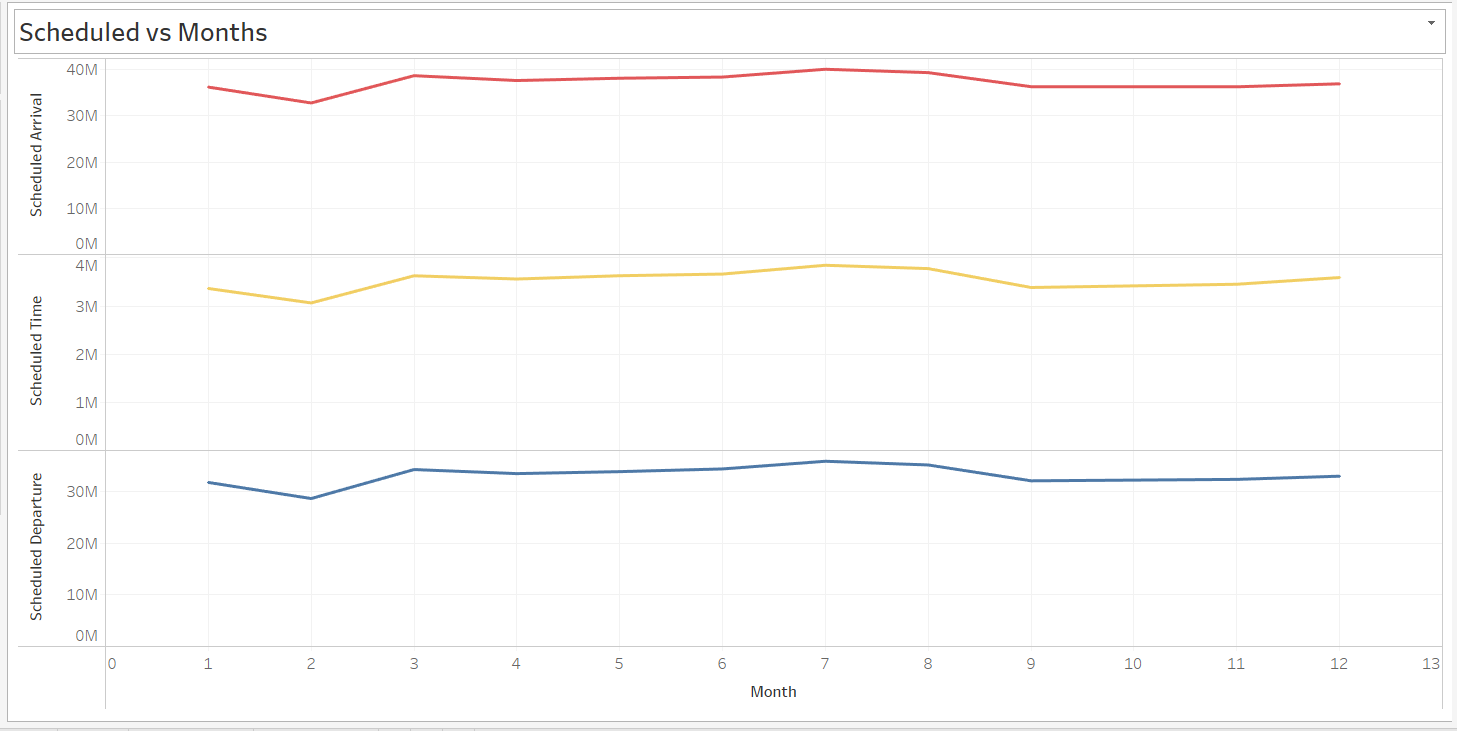 Scheduled vs Months
Scheduled Arrival
40M
30M
20M
10M
0M
Scheduled Time
4M
3M
2M
1M
0M
Scheduled Departure
30M
20M
10M
0M
0 1 2 3 4 5 6 7 8 9 10 11 12 13
Month